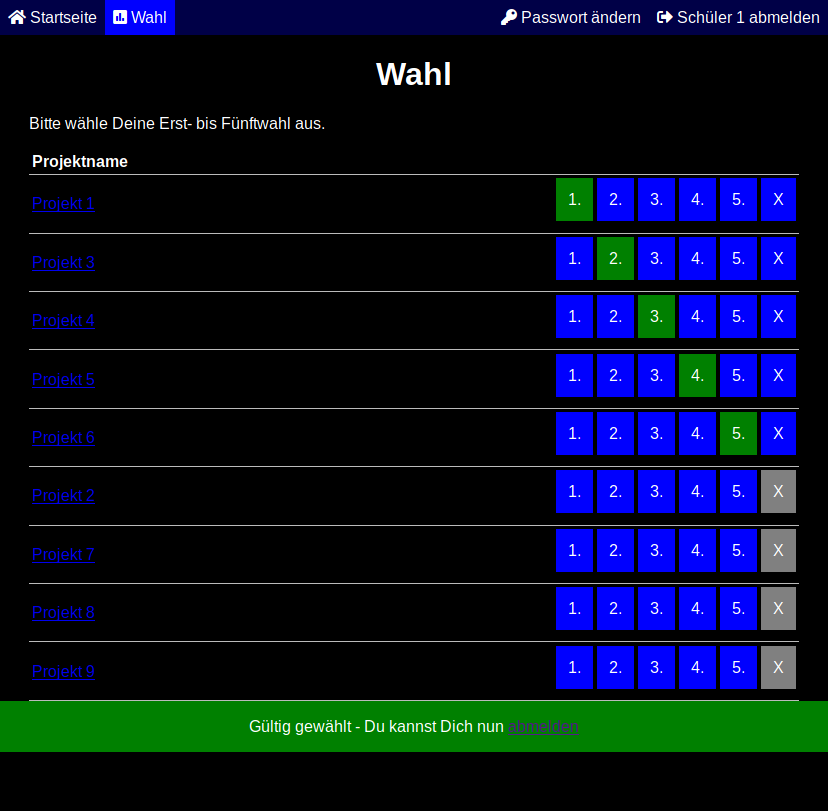 Startseite Wahl Passwort ändern Schüler 1 abmelden
Wahl
Bitte wähle Deine Erst- bis Fünftwahl aus.
Projektname
Projekt 1 1. 2. 3. 4. 5. X
Projekt 3 1. 2. 3. 4. 5. X
Projekt 4 1. 2. 3. 4. 5. X
Projekt 5 1. 2. 3. 4. 5. X
Projekt 6 1. 2. 3. 4. 5. X
Projekt 2 1. 2. 3. 4. 5. X
Projekt 7 1. 2. 3. 4. 5. X
Projekt 8 1. 2. 3. 4. 5. X
Projekt 9 1. 2. 3. 4. 5. X
Gültig gewählt - Du kannst Dich nun abmelden